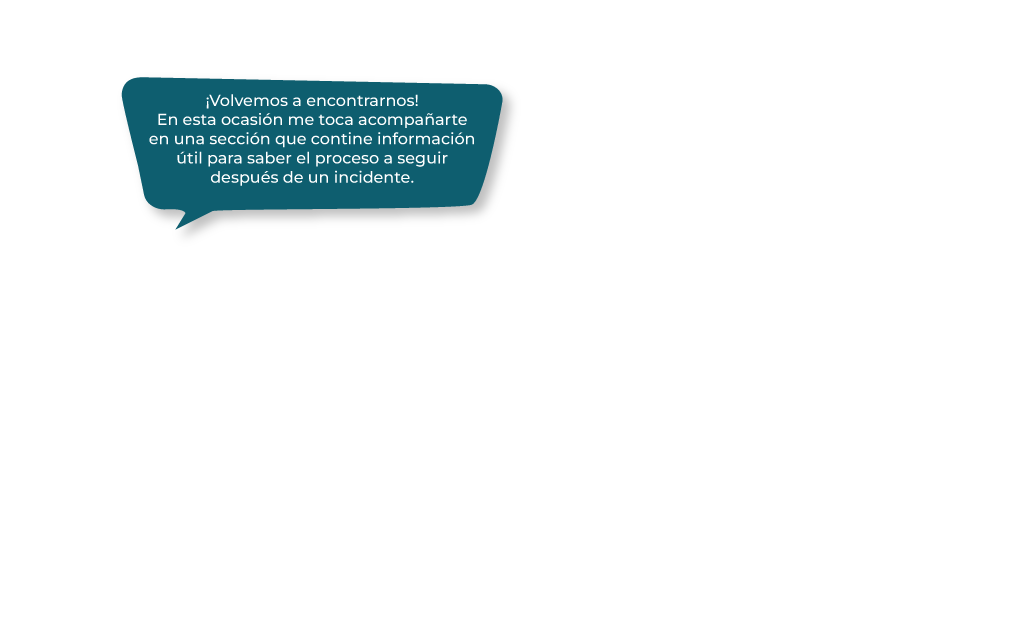 ¡Volvemos a encontrarnos!
En esta ocasión me toca acompañarte
en una sección que contine información
útil para saber el proceso a seguir
después de un incidente.